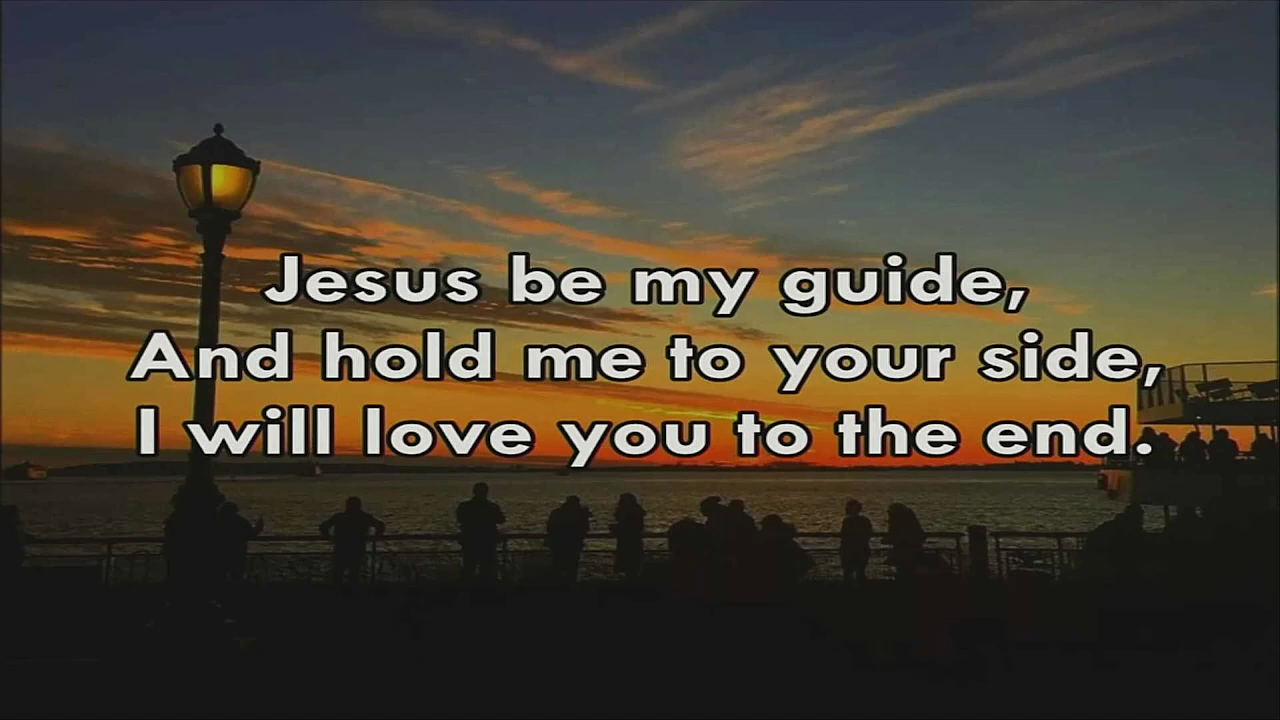 Jesus be my guide,
And hold me to your side,
I will love you to the end.